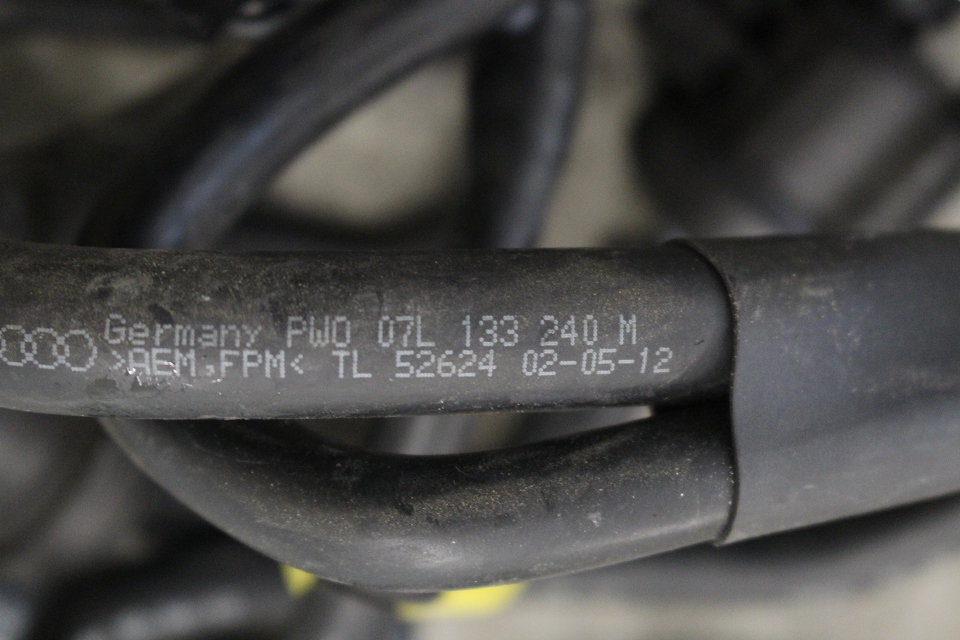 Germany PWO 07L 133 240 M
>AEM,FPM< TL 52624 02-05-12